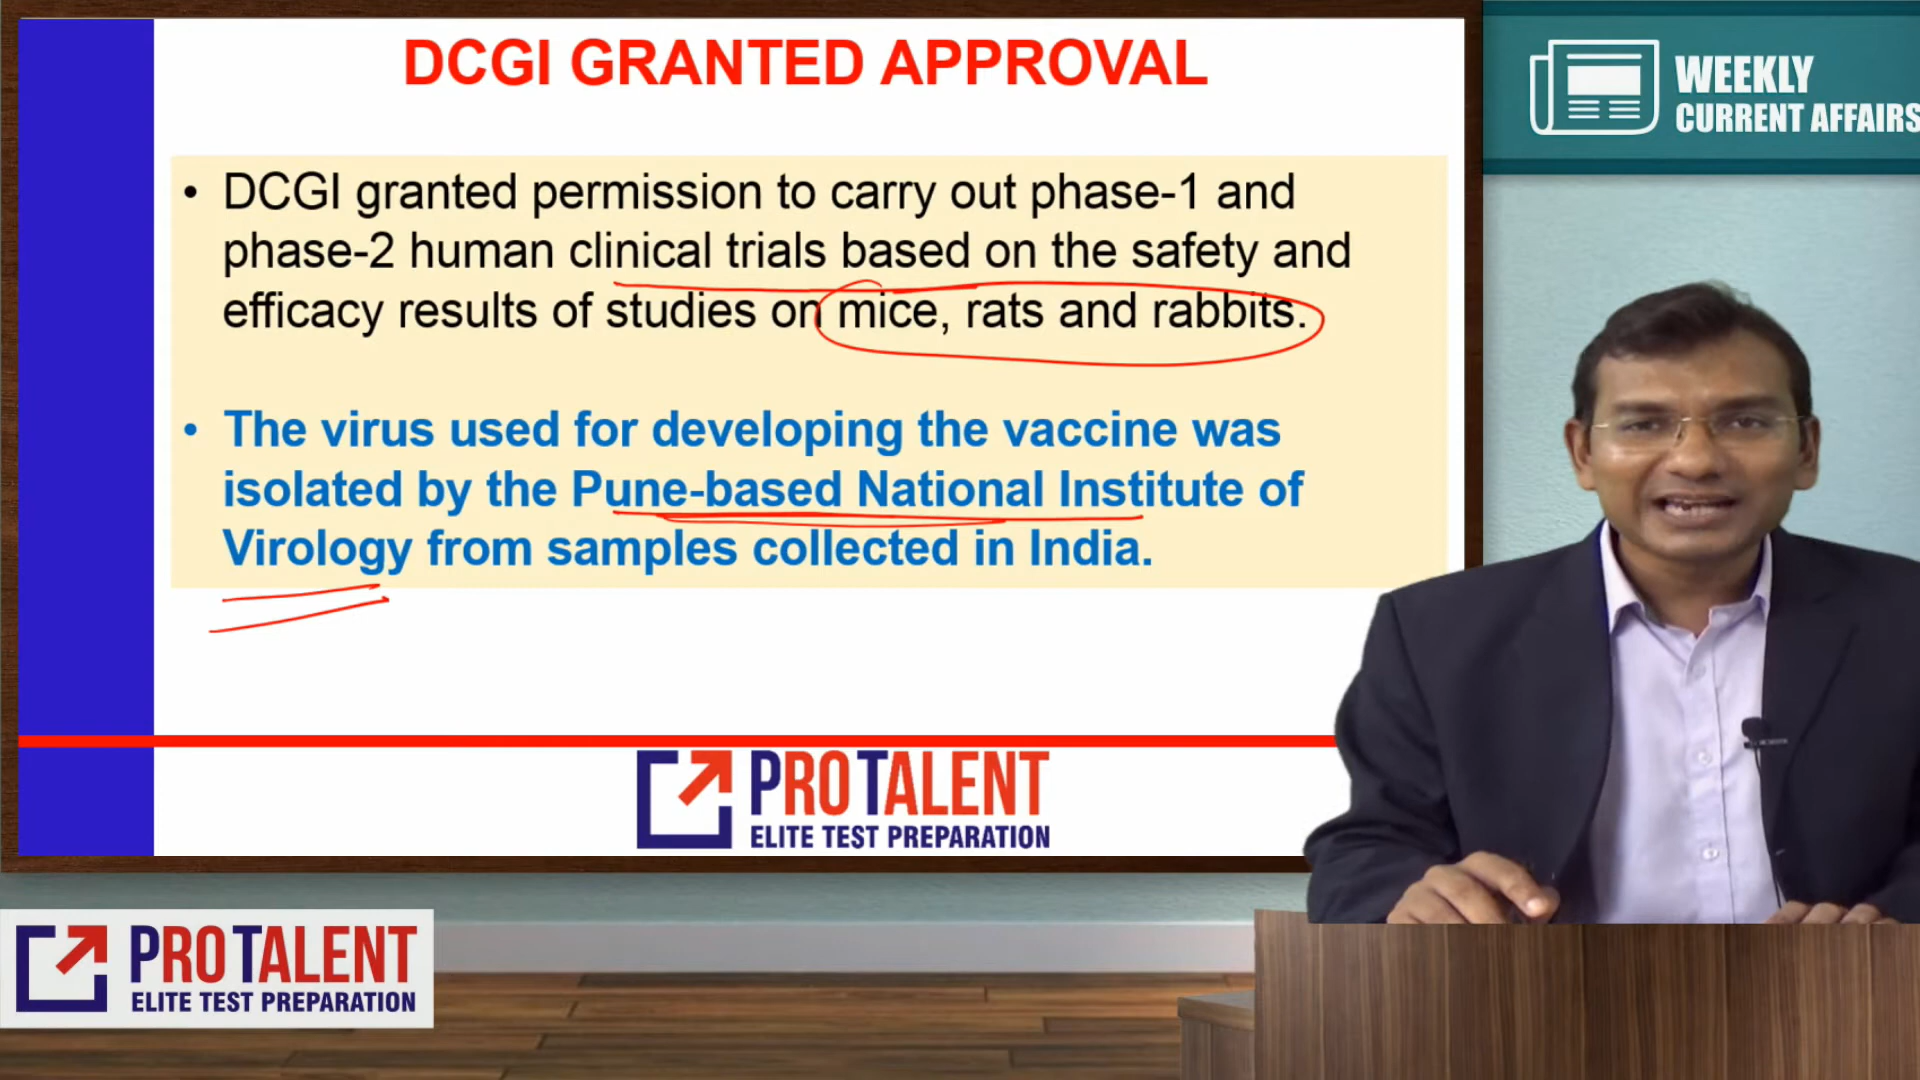 DCGI GRANTED APPROVAL
• DCGI granted permission to carry out phase-1 and
phase-2 human clinical trials based on the safety and
efficacy results of studies on mice, rats and rabbits.
• The virus used for developing the vaccine was
isolated by the Pune-based National Institute of
Virology from samples collected in India.
PROTALENT
ELITE TEST PREPARATION
WEEKLY
CURRENT AFFAIRS
PROTALENT
ELITE TEST PREPARATION